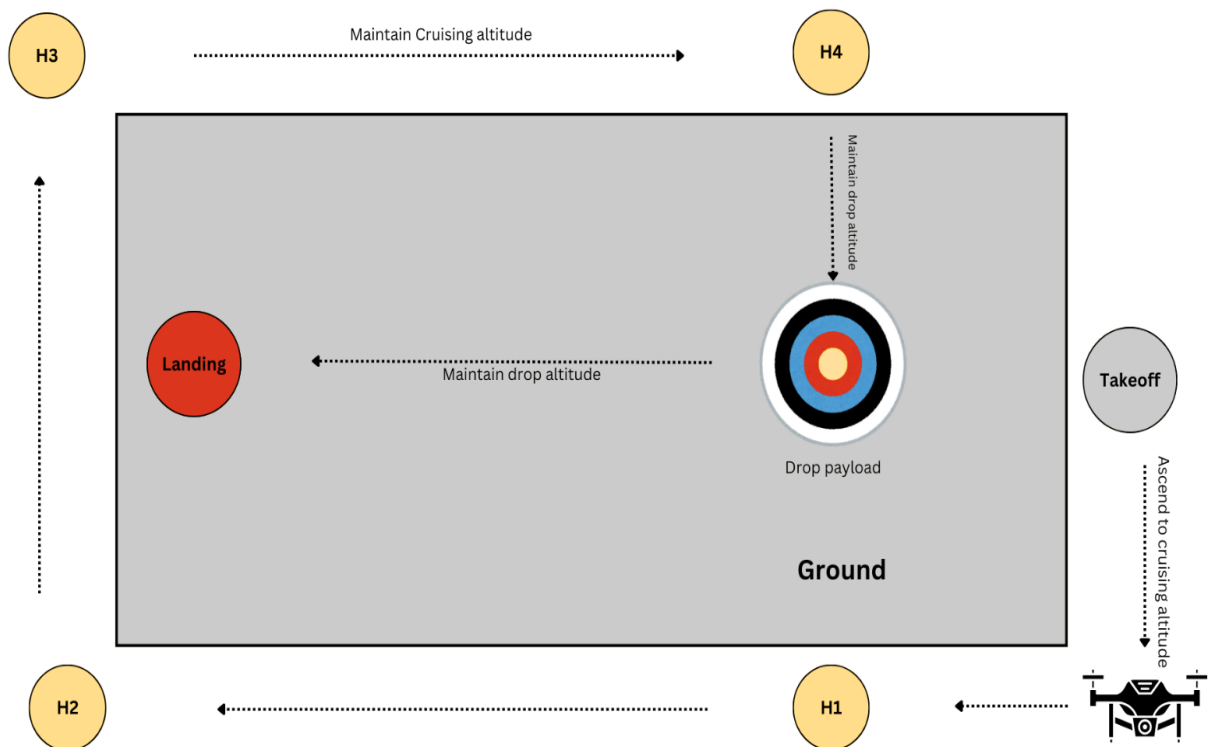 H3
Maintain Cruising altitude
H4
Maintain drop altitude
Landing
Maintain drop altitude
Takeoff
Drop payload
Ascend to cruising altitude
Ground
H2
H1